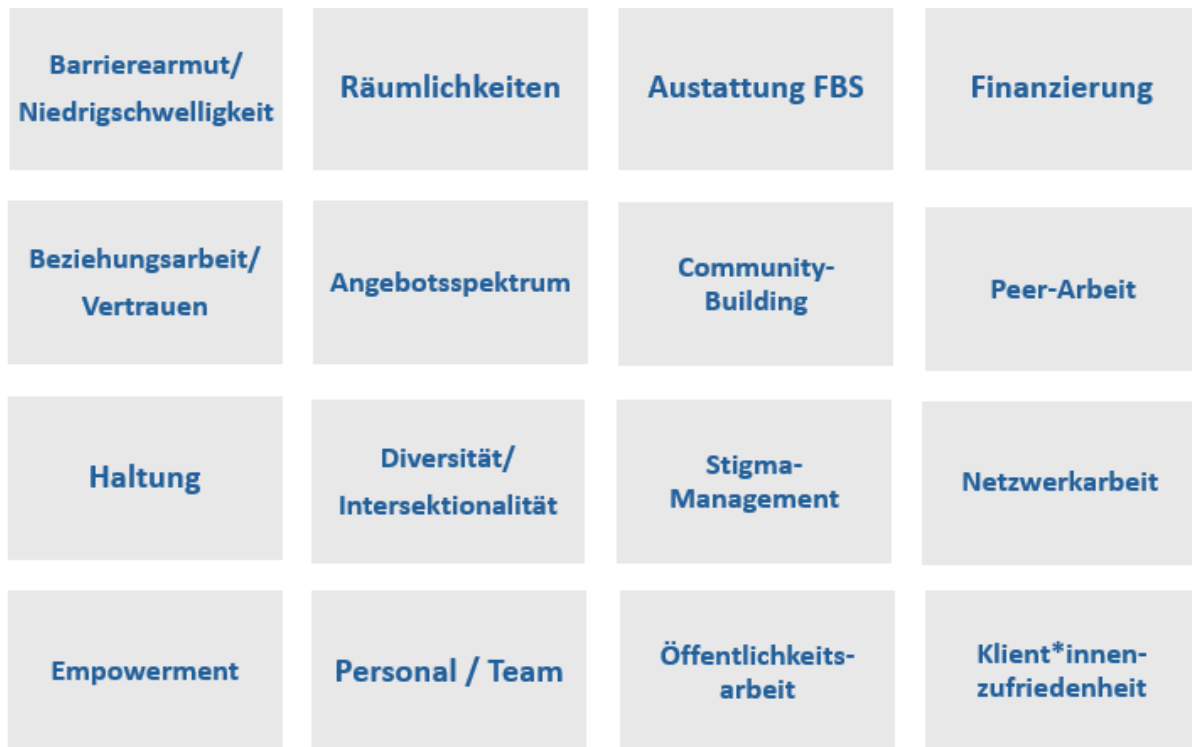 Barrierearmut/
Niedrigschwelligkeit
Räumlichkeiten
Austattung FBS
Finanzierung
Beziehungsarbeit/
Vertrauen
Angebotsspektrum
Community-
Building
Peer-Arbeit
Haltung
Diversität/
Intersektionalität
Stigma-
Management
Netzwerkarbeit
Empowerment
Personal / Team
Öffentlichkeits-
arbeit
Klient*innen-
zufriedenheit